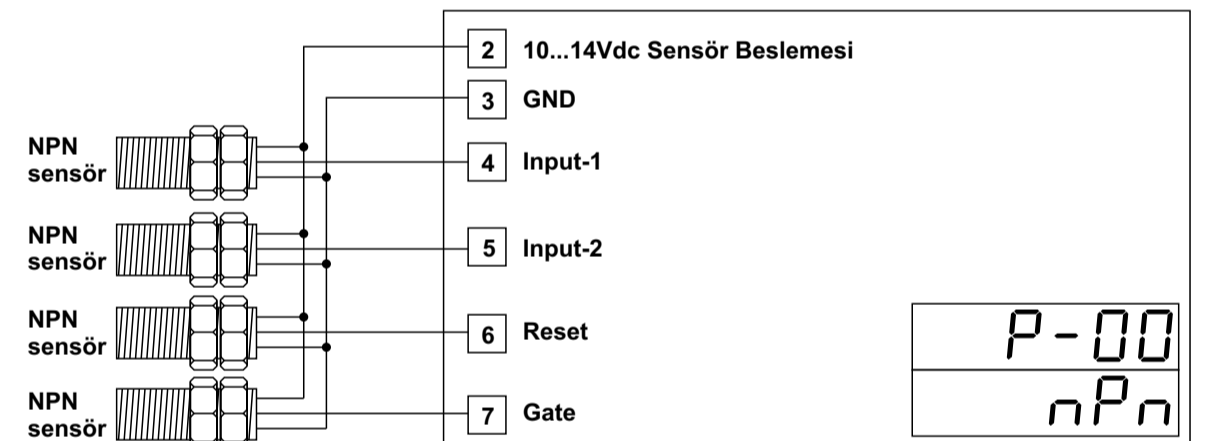 2 10...14Vdc Sensör Beslemesi
3 GND
NPN
sensör
4 Input-1
NPN
sensör
5 Input-2
NPN
sensör
6 Reset
P-00
NPN
sensör
7 Gate
nPn